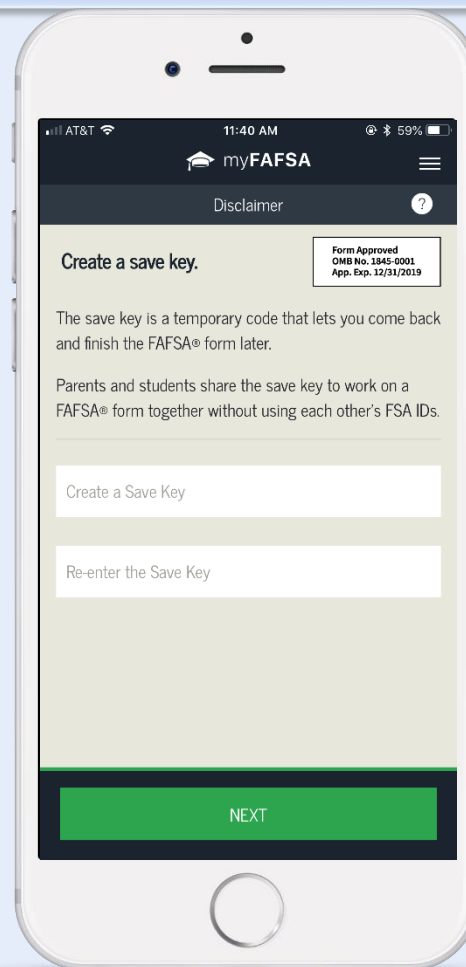 AT&T 11:40 AM 59%
myFAFSA
Disclaimer ?
Create a save key.
Form Approved
OMB No. 1845-0001
App. Exp. 12/31/2019
The save key is a temporary code that lets you come back
and finish the FAFSA® form later.
Parents and students share the save key to work on a
FAFSA® form together without using each other's FSA IDs.
Create a Save Key
Re-enter the Save Key
NEXT